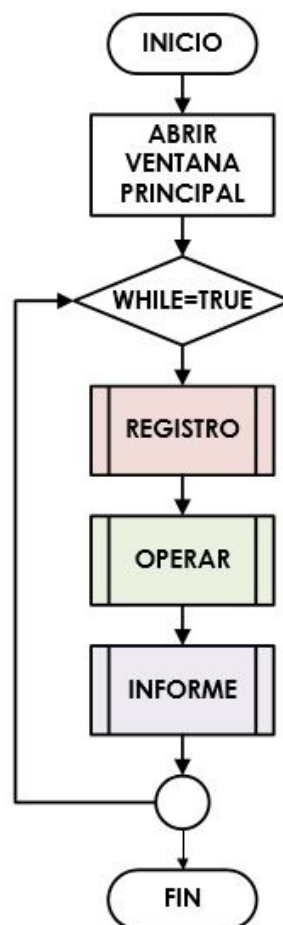 INICIO
ABRIR
VENTANA
PRINCIPAL
WHILE=TRUE
REGISTRO
OPERAR
INFORME
FIN